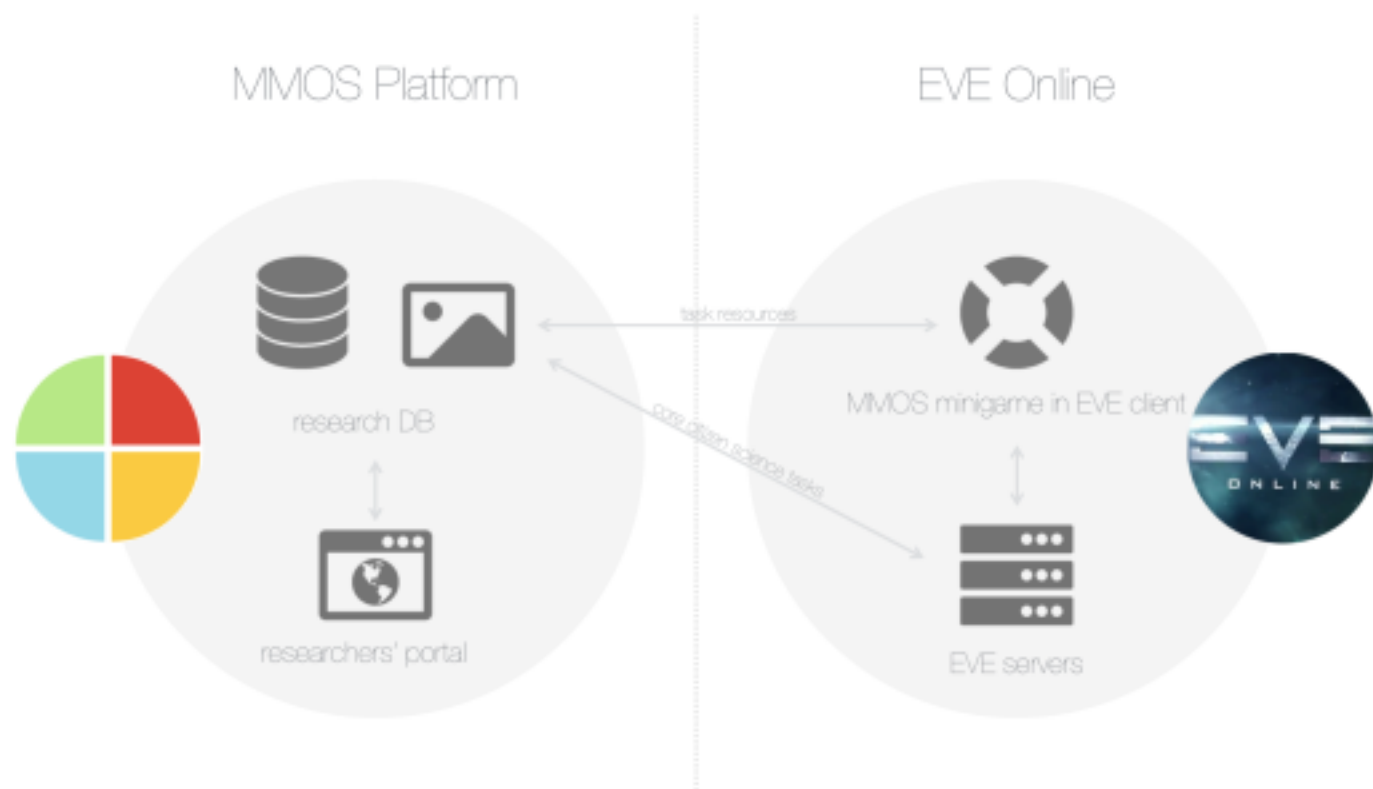 MMOS Platform
EVE Online
task resources
research DB
MMOS minigame in EVE client
core citizen science tasks
EVE
ONLINE
researchers' portal
EVE servers